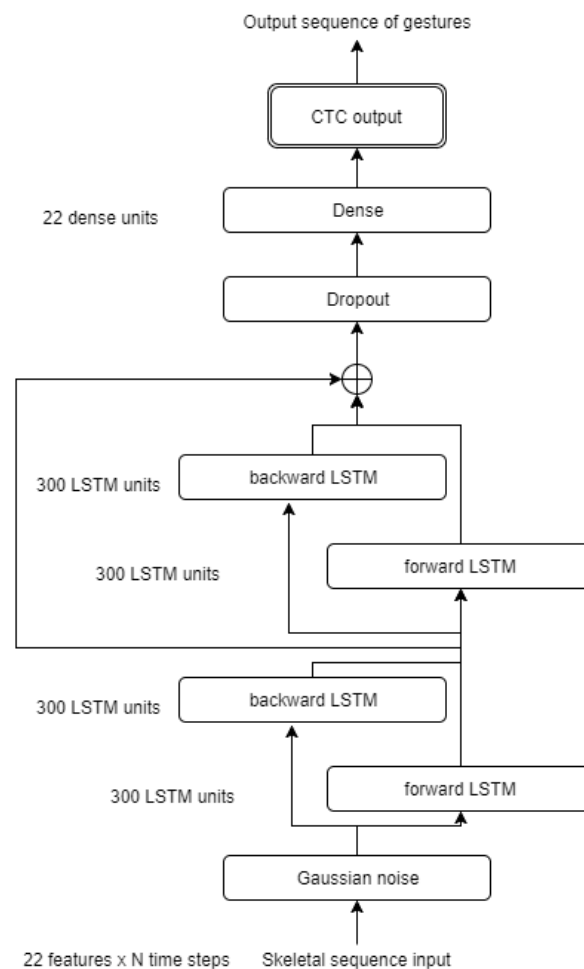 Output sequence of gestures
CTC output
22 dense units
Dense
Dropout
300 LSTM units
backward LSTM
300 LSTM units
forward LSTM
300 LSTM units
backward LSTM
300 LSTM units
forward LSTM
Gaussian noise
22 features x N time steps
Skeletal sequence input